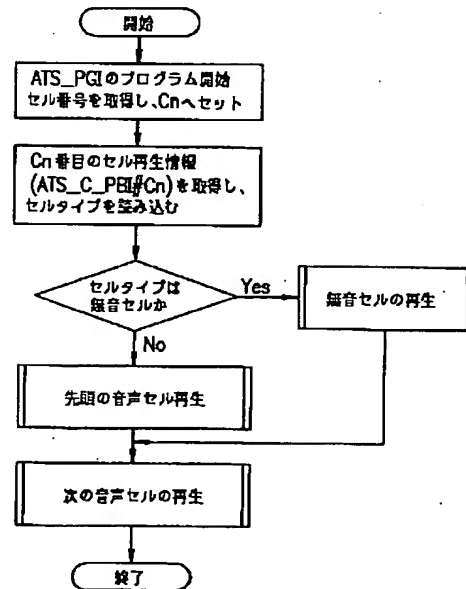 開始
ATS_PGIのプログラム開始
セル番号を取得し、Cnへセット
Cn番目のセル再生情報
(ATS_C_PBI#Cn)を取得し、
セルタイプを読み込む
セルタイプは
無音セルか
Yes
無音セルの再生
No
先頭の音声セル再生
次の音声セルの再生
終了